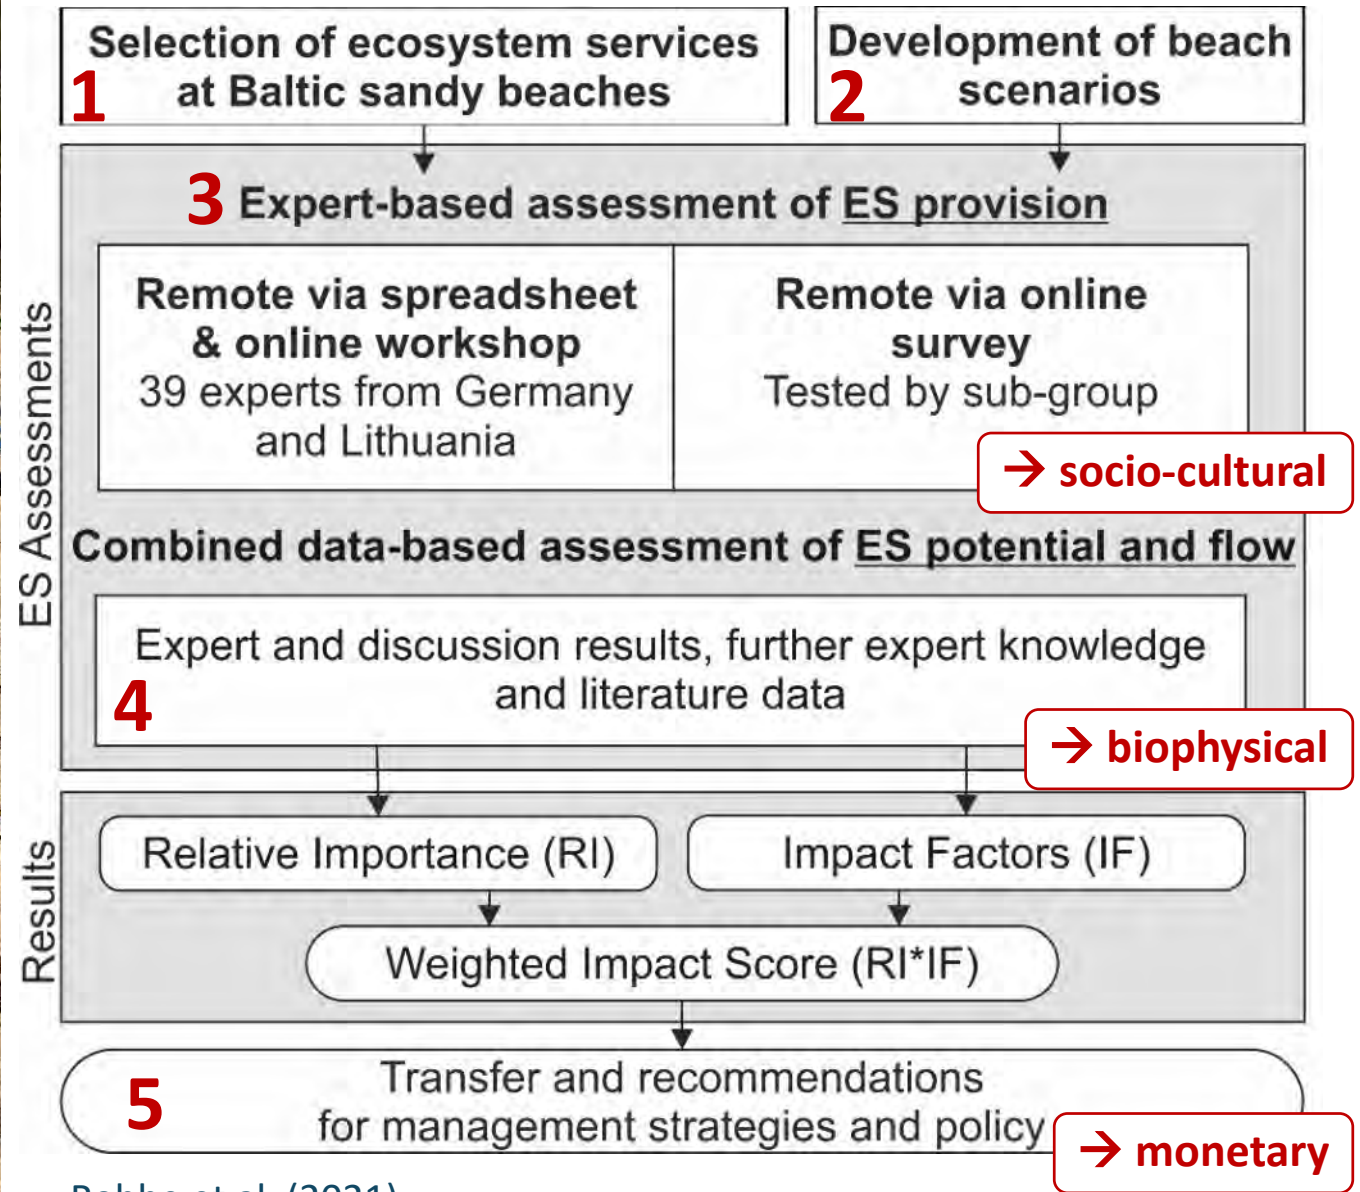 Selection of ecosystem services
at Baltic sandy beaches
1
Development of beach
scenarios
2
ES Assessments
3 Expert-based assessment of ES provision
Remote via spreadsheet
& online workshop
39 experts from Germany
and Lithuania
Remote via online
survey
Tested by sub-group
→ socio-cultural
Combined data-based assessment of ES potential and flow
Expert and discussion results, further expert knowledge
and literature data
4
→ biophysical
Results
Relative Importance (RI)
Impact Factors (IF)
Weighted Impact Score (RI*IF)
5
Transfer and recommendations
for management strategies and policy
→ monetary
et al. (2021)